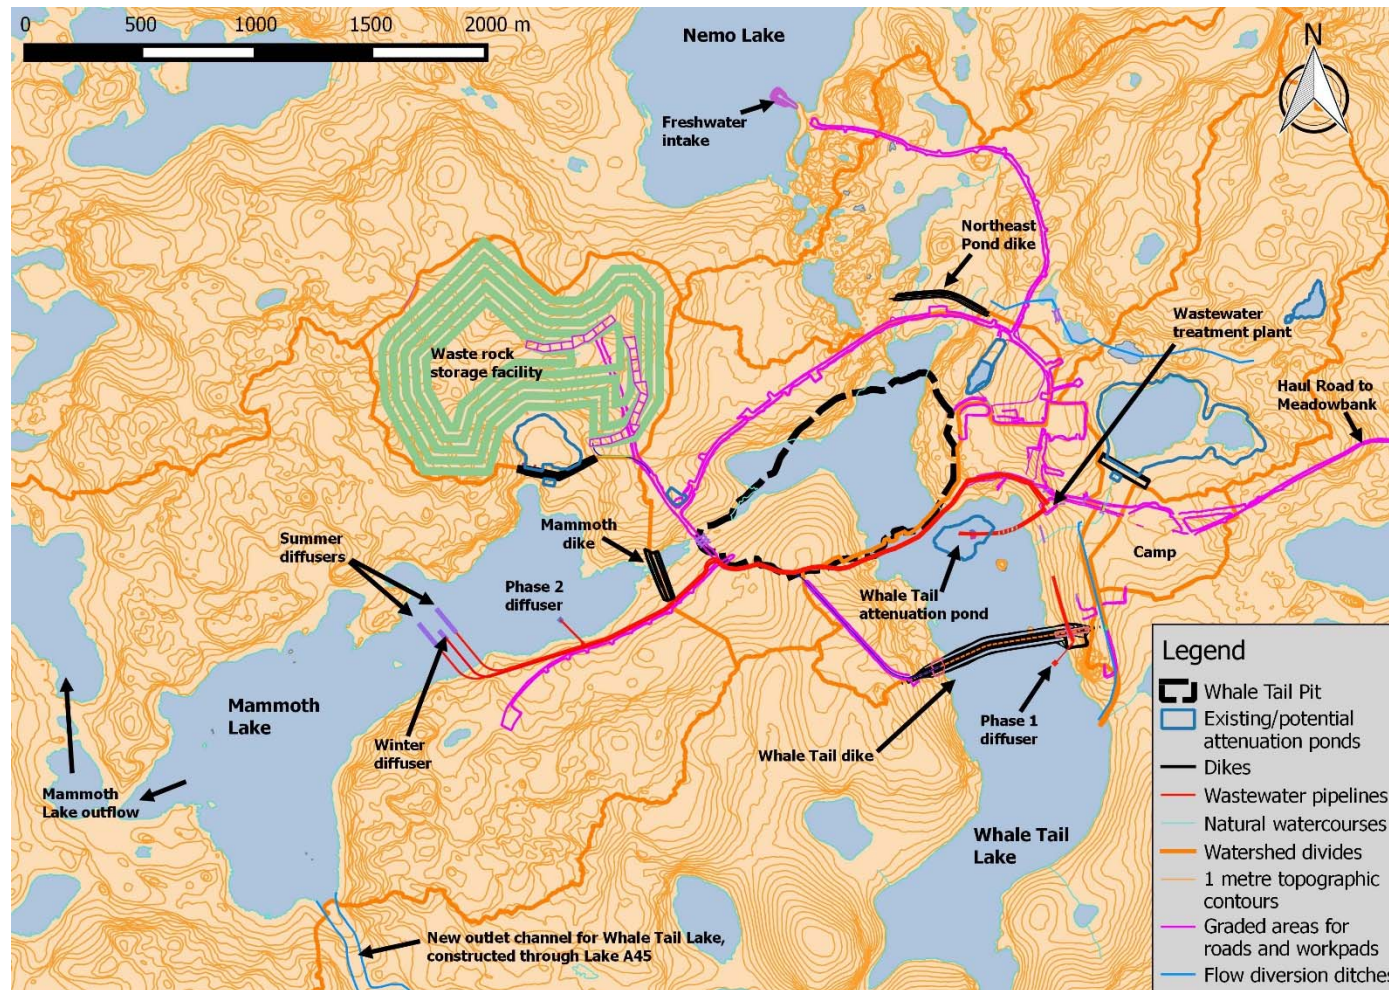 0 500 1000 1500 2000 m
Nemo Lake
N
Freshwater
intake
Northeast
Pond dike
Wastewater
treatment plant
Waste rock
storage facility
Haul Road to
Meadowbank
Mammoth
dike
Summer
diffusers
Camp
Phase 2
diffuser
Whale Tail
attenuation pond
Mammoth
Lake
Winter
diffuser
Phase 1
diffuser
Whale Tail dike
Mammoth
Lake outflow
Whale Tail
Lake
New outlet channel for Whale Tail Lake,
constructed through Lake A45
Legend
Whale Tail Pit
Existing/potential
attenuation ponds
Dikes
Wastewater pipelines
Natural watercourses
Watershed divides
1 metre topographic
contours
Graded areas for
roads and workpads
Flow diversion ditches